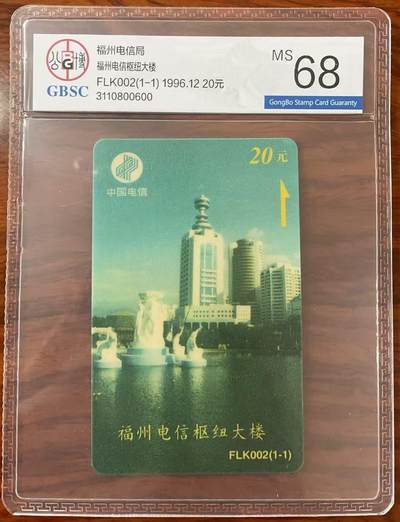 福州电信局
福州电信枢纽大楼
FLK002(1-1) 1996.12 20元
3110800600
GBSC
MS 68
GongBo Stamp Card Guaranty
20元
中国电信
福州电信枢纽大楼
FLK002(1-1)